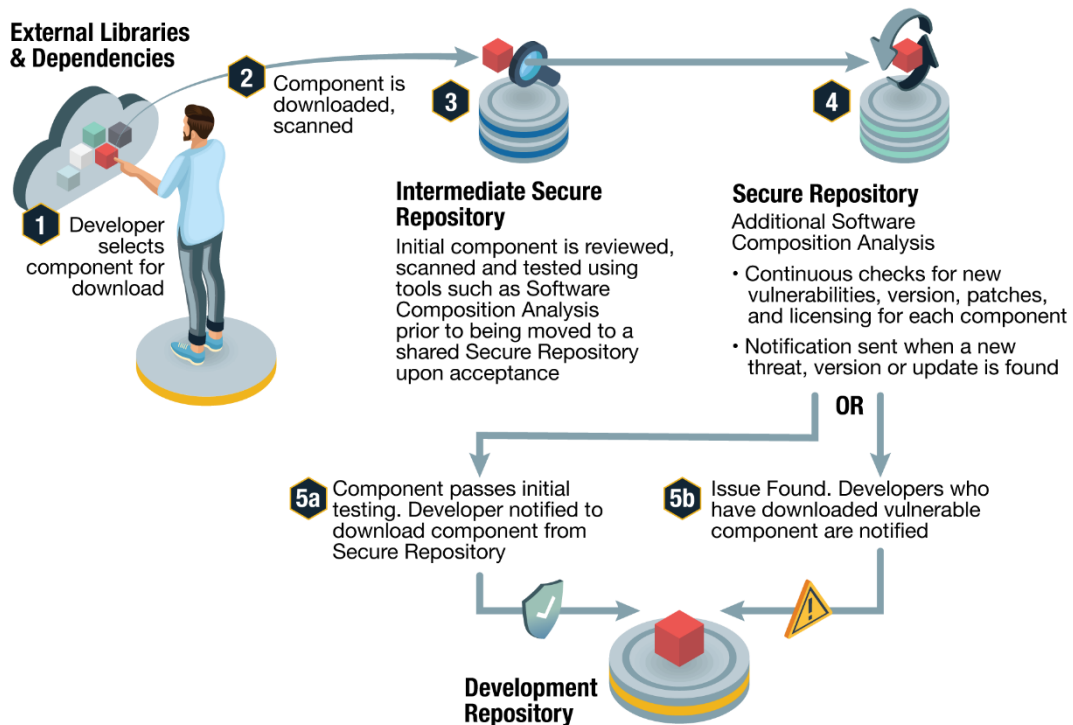 External Libraries
& Dependencies
1
Developer
selects
component for
download
2
Component is
downloaded,
scanned
3
Intermediate Secure
Repository
Initial component is reviewed,
scanned and tested using
tools such as Software
Composition Analysis
prior to being moved to a
shared Secure Repository
upon acceptance
4
Secure Repository
Additional Software
Composition Analysis
• Continuous checks for new
vulnerabilities, version, patches,
and licensing for each component
• Notification sent when a new
threat, version or update is found
OR
5a
Component passes initial
testing. Developer notified to
download component from
Secure Repository
5b
Issue Found. Developers who
have downloaded vulnerable
component are notified
Development
Repository